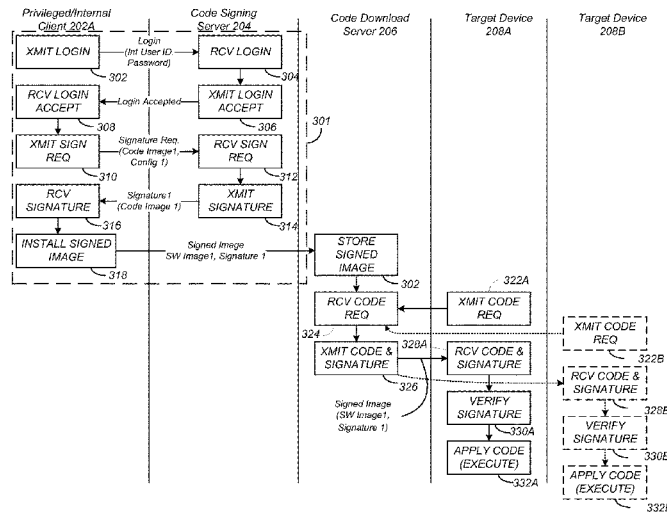 Privileged/Internal
Client 202A
Code Signing
Server 204
Code Download
Server 206
Target Device
208A
Target Device
208B
XMIT LOGIN
302
Login
(Int User ID.
Password)
RCV LOGIN
304
RCV LOGIN
ACCEPT
308
Login Accepted
XMIT LOGIN
ACCEPT
306
301
XMIT SIGN
REQ
310
Signature Req.
(Code Image1,
Config 1)
RCV SIGN
REQ
312
RCV
SIGNATURE
316
Signature1
(Code Image 1)
XMIT
SIGNATURE
314
INSTALL SIGNED
IMAGE
318
Signed Image
SW Image1, Signature 1
STORE
SIGNED
IMAGE
302
322A
RCV CODE
REQ
324
XMIT CODE
REQ
XMIT CODE
REQ
322B
XMIT CODE &
SIGNATURE
326
328A
RCV CODE &
SIGNATURE
RCV CODE &
SIGNATURE
328B
Signed Image
(SW Image1,
Signature 1)
VERIFY
SIGNATURE
330A
VERIFY
SIGNATURE
330B
APPLY CODE
(EXECUTE)
332A
APPLY CODE
(EXECUTE)